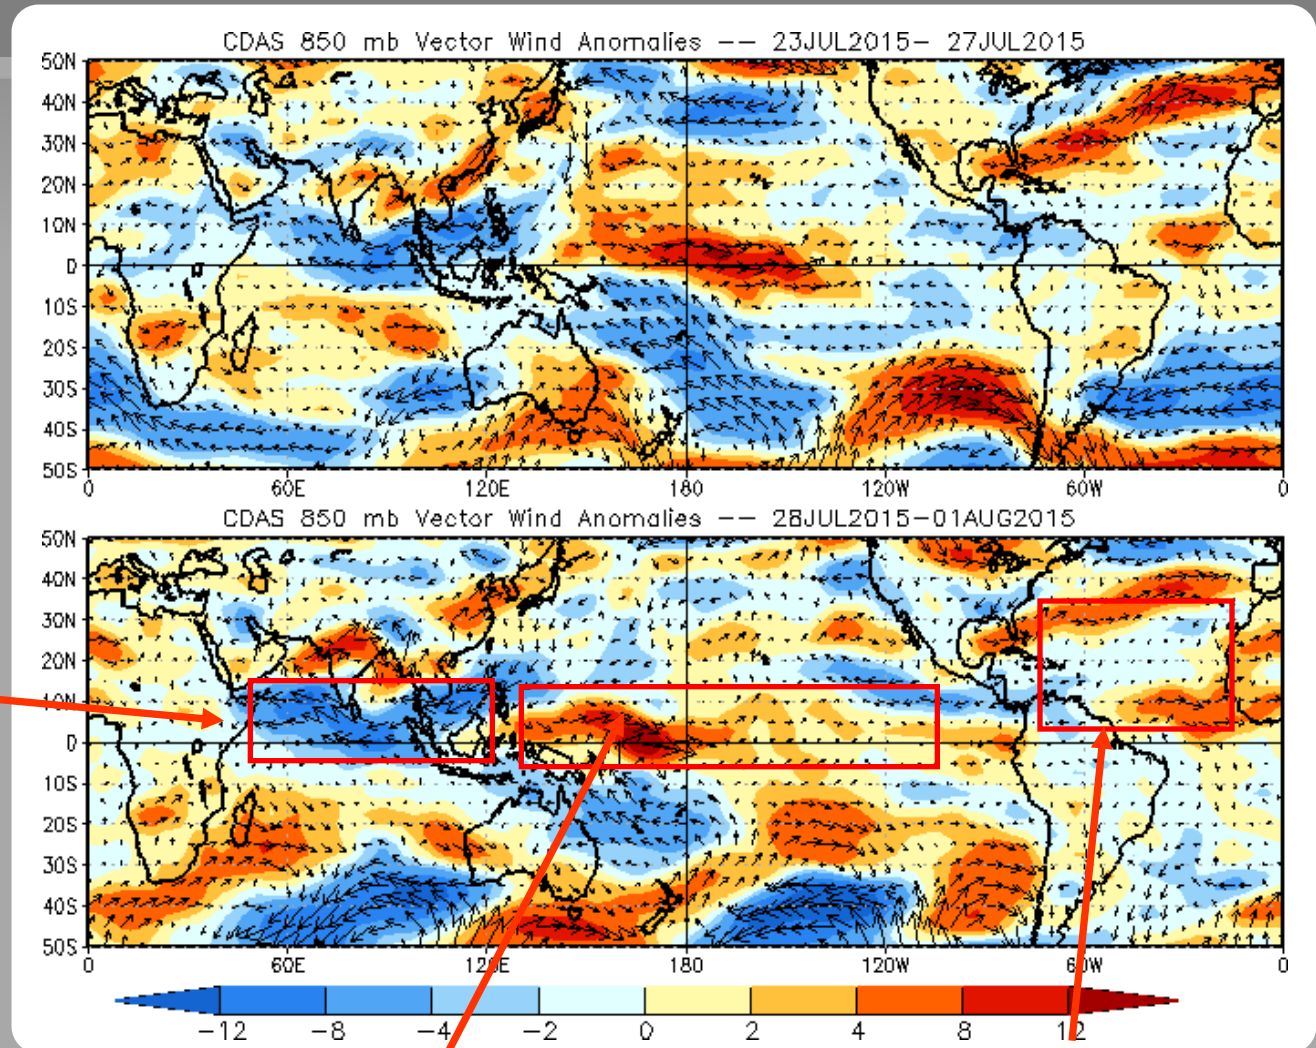 CDAS 850 mb Vector Wind Anomalies -- 23JUL2015- 27JUL2015
50N
40N
30N
20N
10N
0
10S
20S
30S
40S
50S
0 60E 120E 180 120W 60W 0
CDAS 850 mb Vector Wind Anomalies -- 28JUL2015-01AUG2015
50N
40N
30N
20N
10N
0
10S
20S
30S
40S
50S
0 60E 120E 180 120W 60W 0
-12 -8 -4 -2 0 2 4 8 12